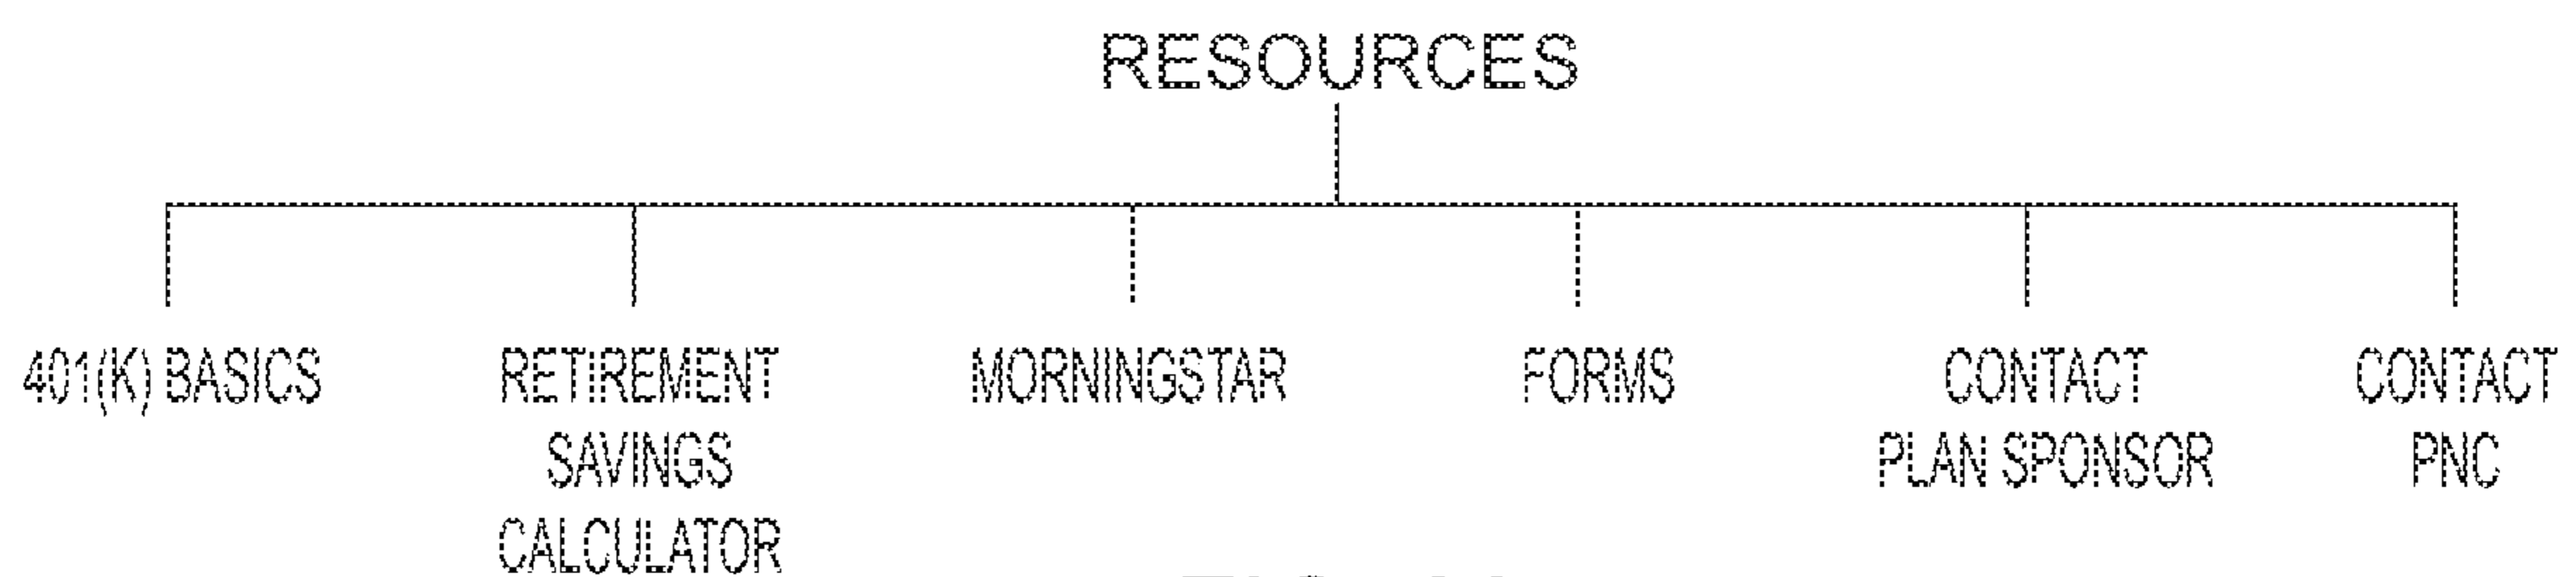 RESOURCES
401(K) BASICS
RETIREMENT
SAVINGS
CALCULATOR
MORNINGSTAR
FORMS
CONTACT
PLAN SPONSOR
CONTACT
PNC